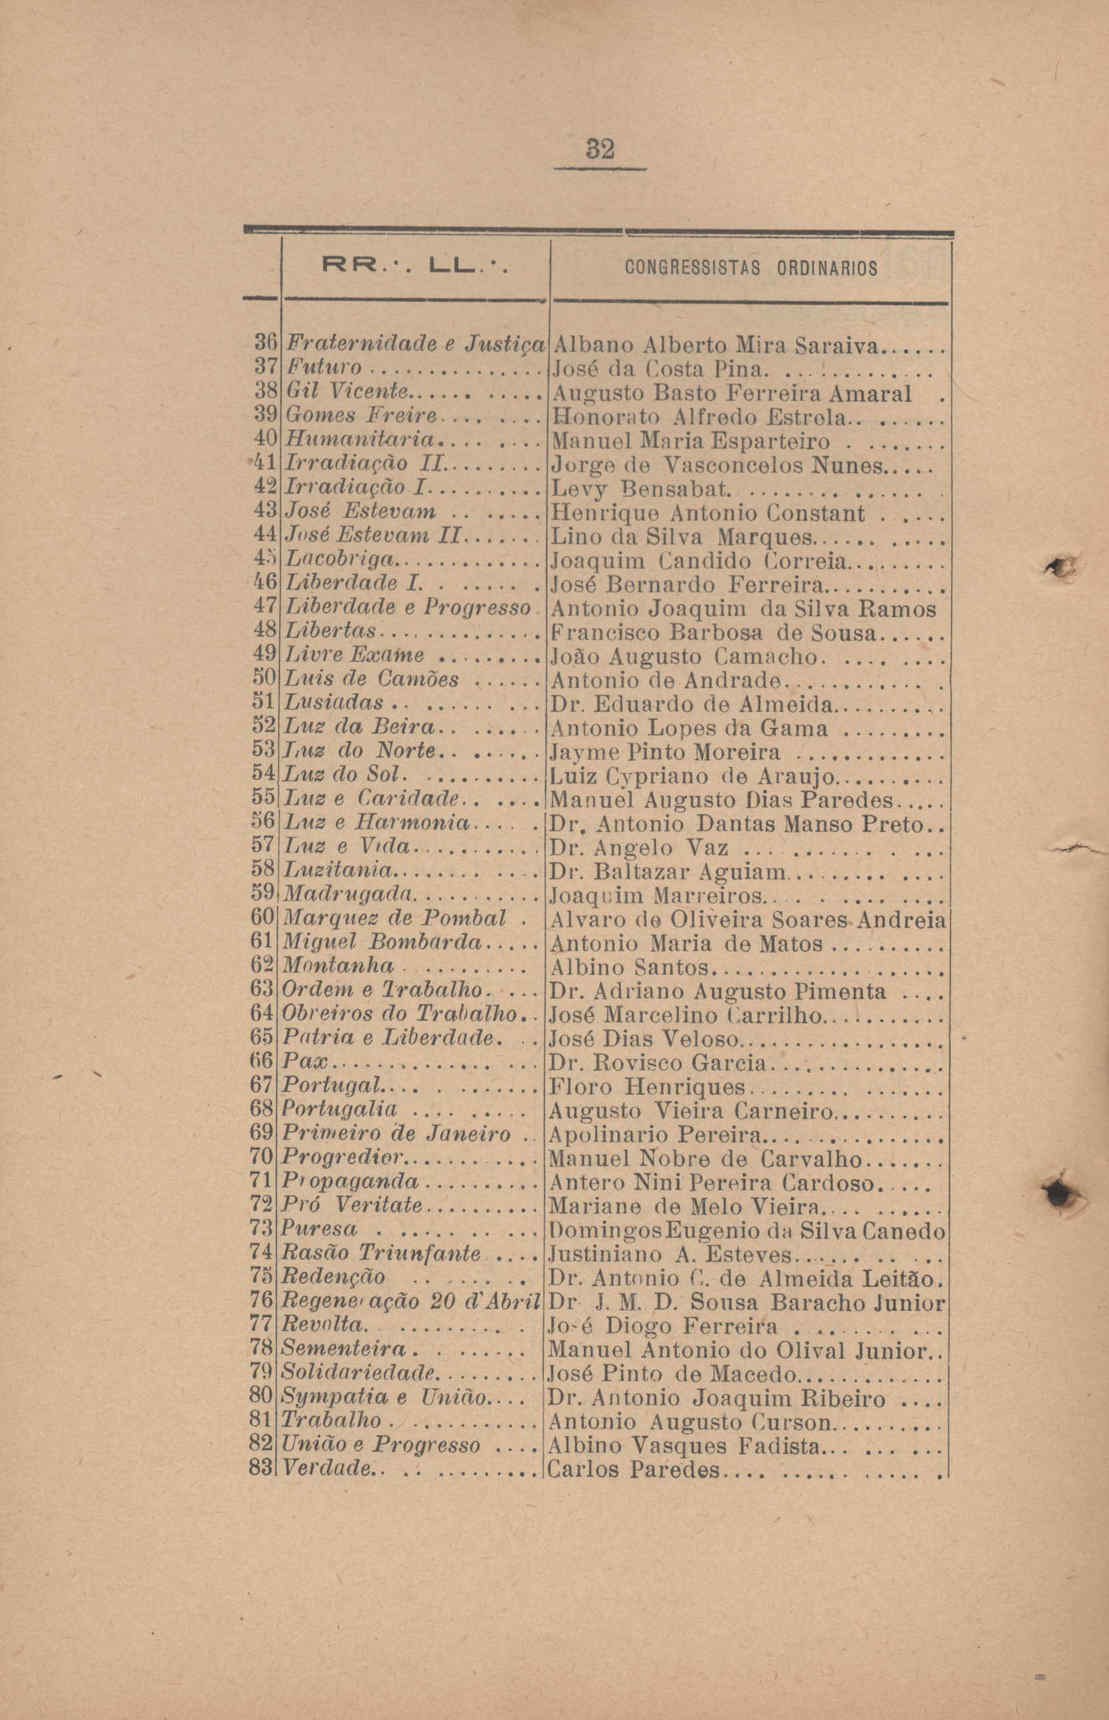 32
RR.·. LL.·. CONGRESSISTAS ORDINARIOS
36 Fraternidade e Justiça Albano Alberto Mira Saraiva
37 Futuro José da Costa Pina
38 Gil Vicente Augusto Basto Ferreira Amaral
39 Gomes Freire Honorato Alfredo Estrela
40 Humanitaria Manuel Maria Esparteiro
41 Irradiação II Jorge de Vasconcelos Nunes
42 Irradiação I Levy Bensabat
43 José Estevam Henrique Antonio Constant
44 José Estevam II Lino da Silva Marques
45 Lacobriga Joaquim Candido Correia
46 Liberdade I José Bernardo Ferreira
47 Liberdade e Progresso Antonio Joaquim da Silva Ramos
48 Libertas Francisco Barbosa de Sousa
49 Livre Exame João Augusto Camacho
50 Luis de Camões Antonio de Andrade
51 Lusiadas Dr. Eduardo de Almeida
52 Luz da Beira Antonio Lopes da Gama
53 Luz do Norte Jayme Pinto Moreira
54 Luz do Sol Luiz Cypriano de Araujo
55 Luz e Caridade Manuel Augusto Dias Paredes
56 Luz e Harmonia Dr. Antonio Dantas Manso Preto
57 Luz e Vida Dr. Angelo Vaz
58 Luzitania Dr. Baltazar Aguiam
59 Madrugada Joaquim Marreiros
60 Marquez de Pombal Alvaro de Oliveira Soares Andreia
61 Miguel Bombarda Antonio Maria de Matos
62 Montanha Albino Santos
63 Ordem e Trabalho Dr. Adriano Augusto Pimenta
64 Obreiros do Trabalho José Marcelino Carrilho
65 Patria e Liberdade José Dias Veloso
66 Pax Dr. Rovisco Garcia
67 Portugal Floro Henriques
68 Portugalia Augusto Vieira Carneiro
69 Primeiro de Janeiro Apolinario Pereira
70 Progredior Manuel Nobre de Carvalho
71 Propaganda Antero Nini Pereira Cardoso
72 Pró Veritate Mariane de Melo Vieira
73 Puresa Domingos Eugenio da Silva Canedo
74 Rasão Triunfante Justiniano A. Esteves
75 Redenção Dr. Antonio C. de Almeida Leitão
76 Regeneração 20 d'Abril Dr. J. M. D. Sousa Baracho Junior
77 Revolta José Diogo Ferreira
78 Sementeira Manuel Antonio do Olival Junior
79 Solidariedade José Pinto de Macedo
80 Sympatia e União Dr. Antonio Joaquim Ribeiro
81 Trabalho Antonio Augusto Curson
82 União e Progresso Albino Vasques Fadista
83 Verdade Carlos Paredes